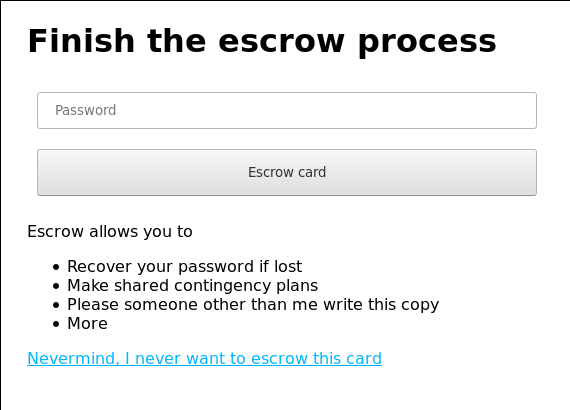 Finish the escrow process
Password
Escrow card
Escrow allows you to
Recover your password if lost
Make shared contingency plans
Please someone other than me write this copy
More
Nevermind, I never want to escrow this card